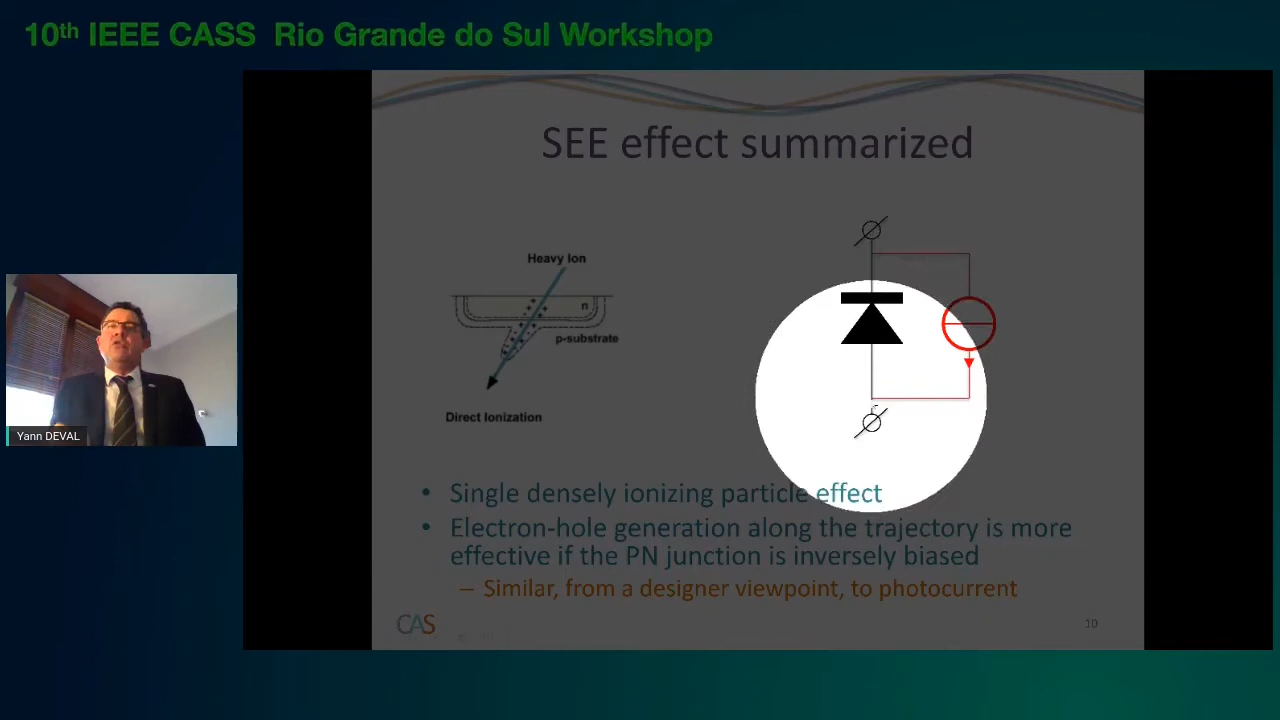 10th IEEE CASS Rio Grande do Sul Workshop
SEE effect summarized
Heavy Ion
n
p-substrate
Direct Ionization
Yann DEVAL
• Single densely ionizing particle effect
• Electron-hole generation along the trajectory is more
effective if the PN junction is inversely biased
– Similar, from a designer viewpoint, to photocurrent
CAS
10